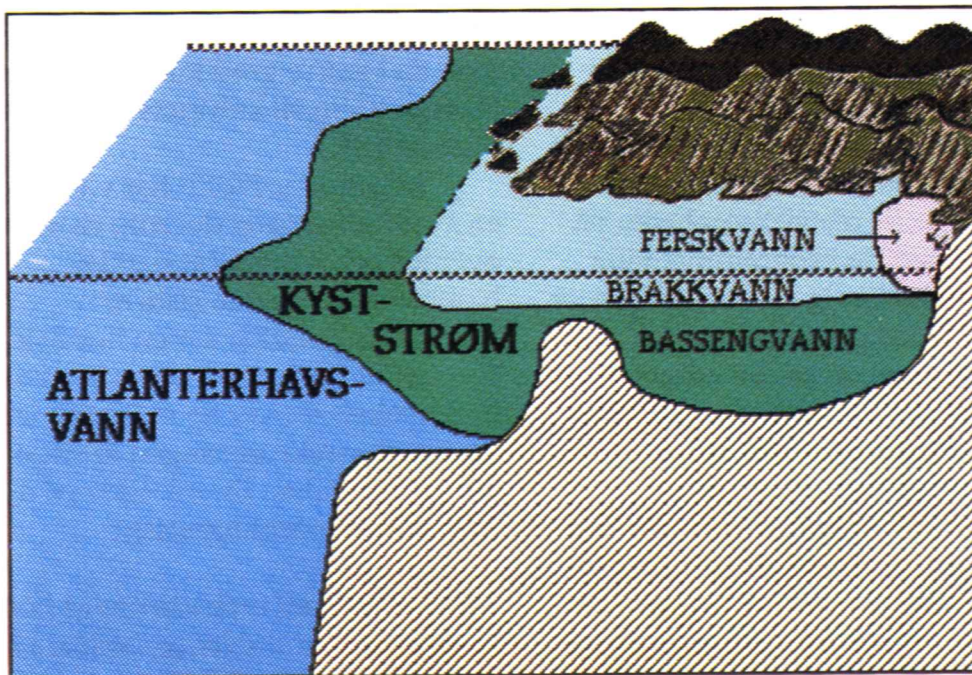 FERSKVANN
BRAKKVANN
KYST-
STRØM
BASSENGVANN
ATLANTERHAVS-
VANN